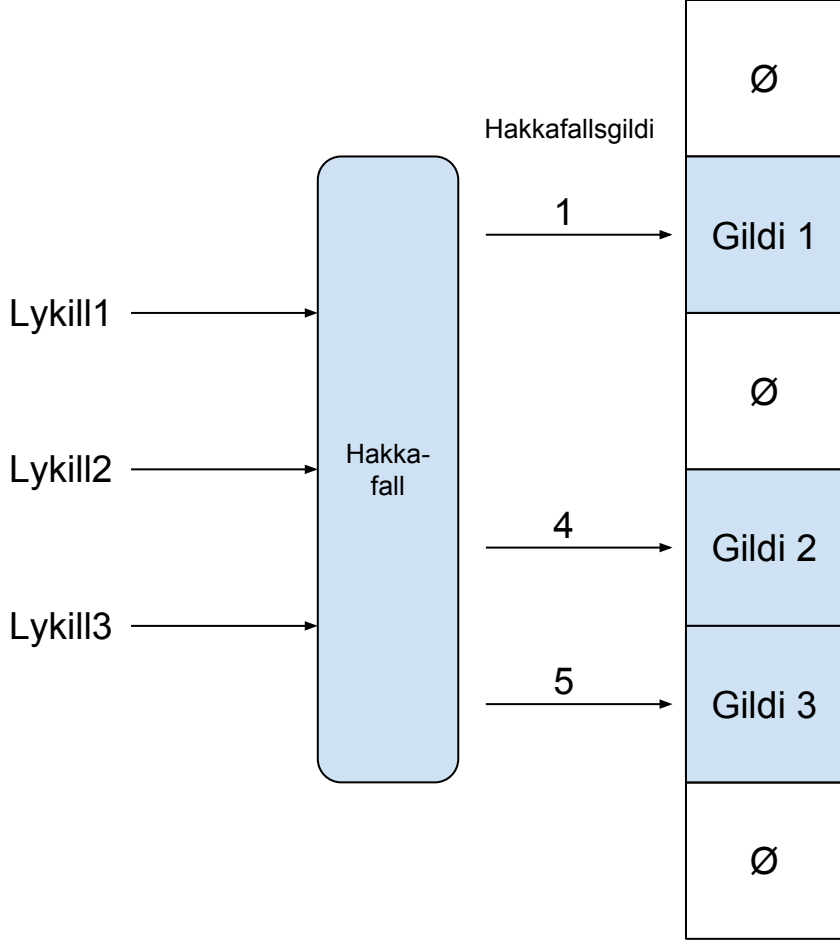 Ø
Hakkafallsgildi
1
Gildi 1
Lykill1
Ø
Lykill2
Hakka-
fall
4
Gildi 2
Lykill3
5
Gildi 3
Ø